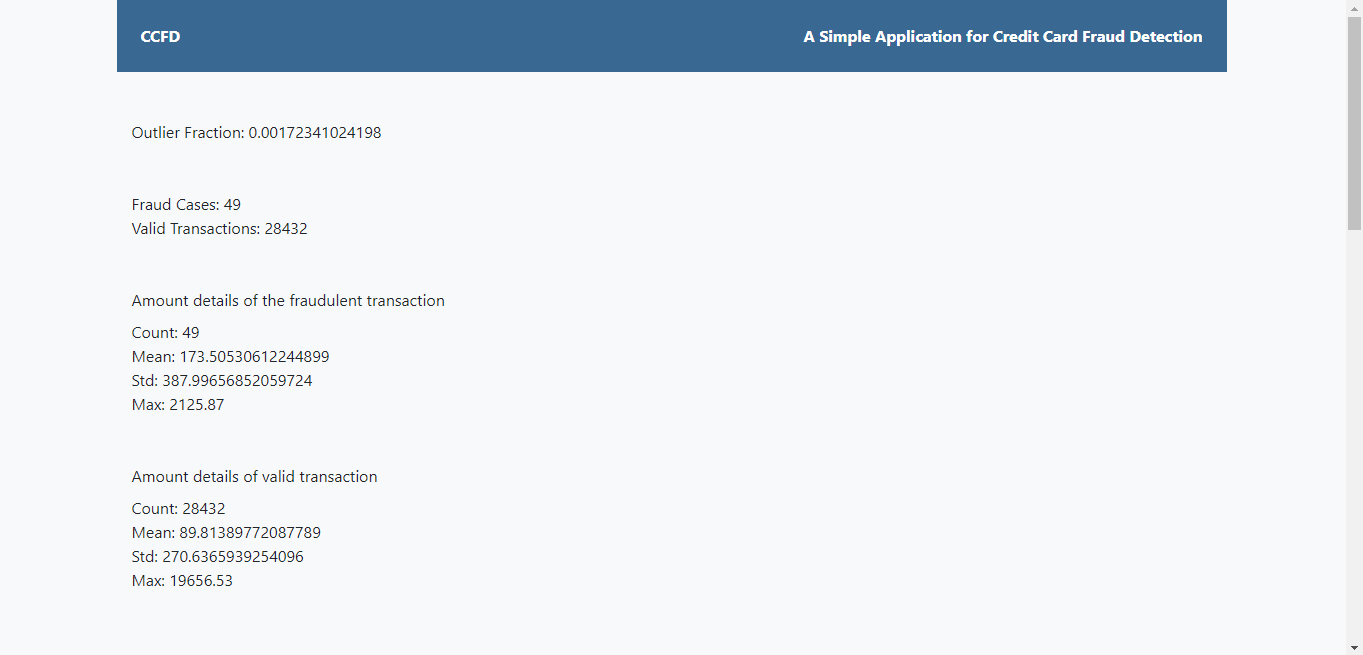 CCFD
A Simple Application for Credit Card Fraud Detection
Outlier Fraction: 0.00172341024198
Fraud Cases: 49
Valid Transactions: 28432
Amount details of the fraudulent transaction
Count: 49
Mean: 173.50530612244899
Std: 387.99656852059724
Max: 2125.87
Amount details of valid transaction
Count: 28432
Mean: 89.81389772087789
Std: 270.6365939254096
Max: 19656.53